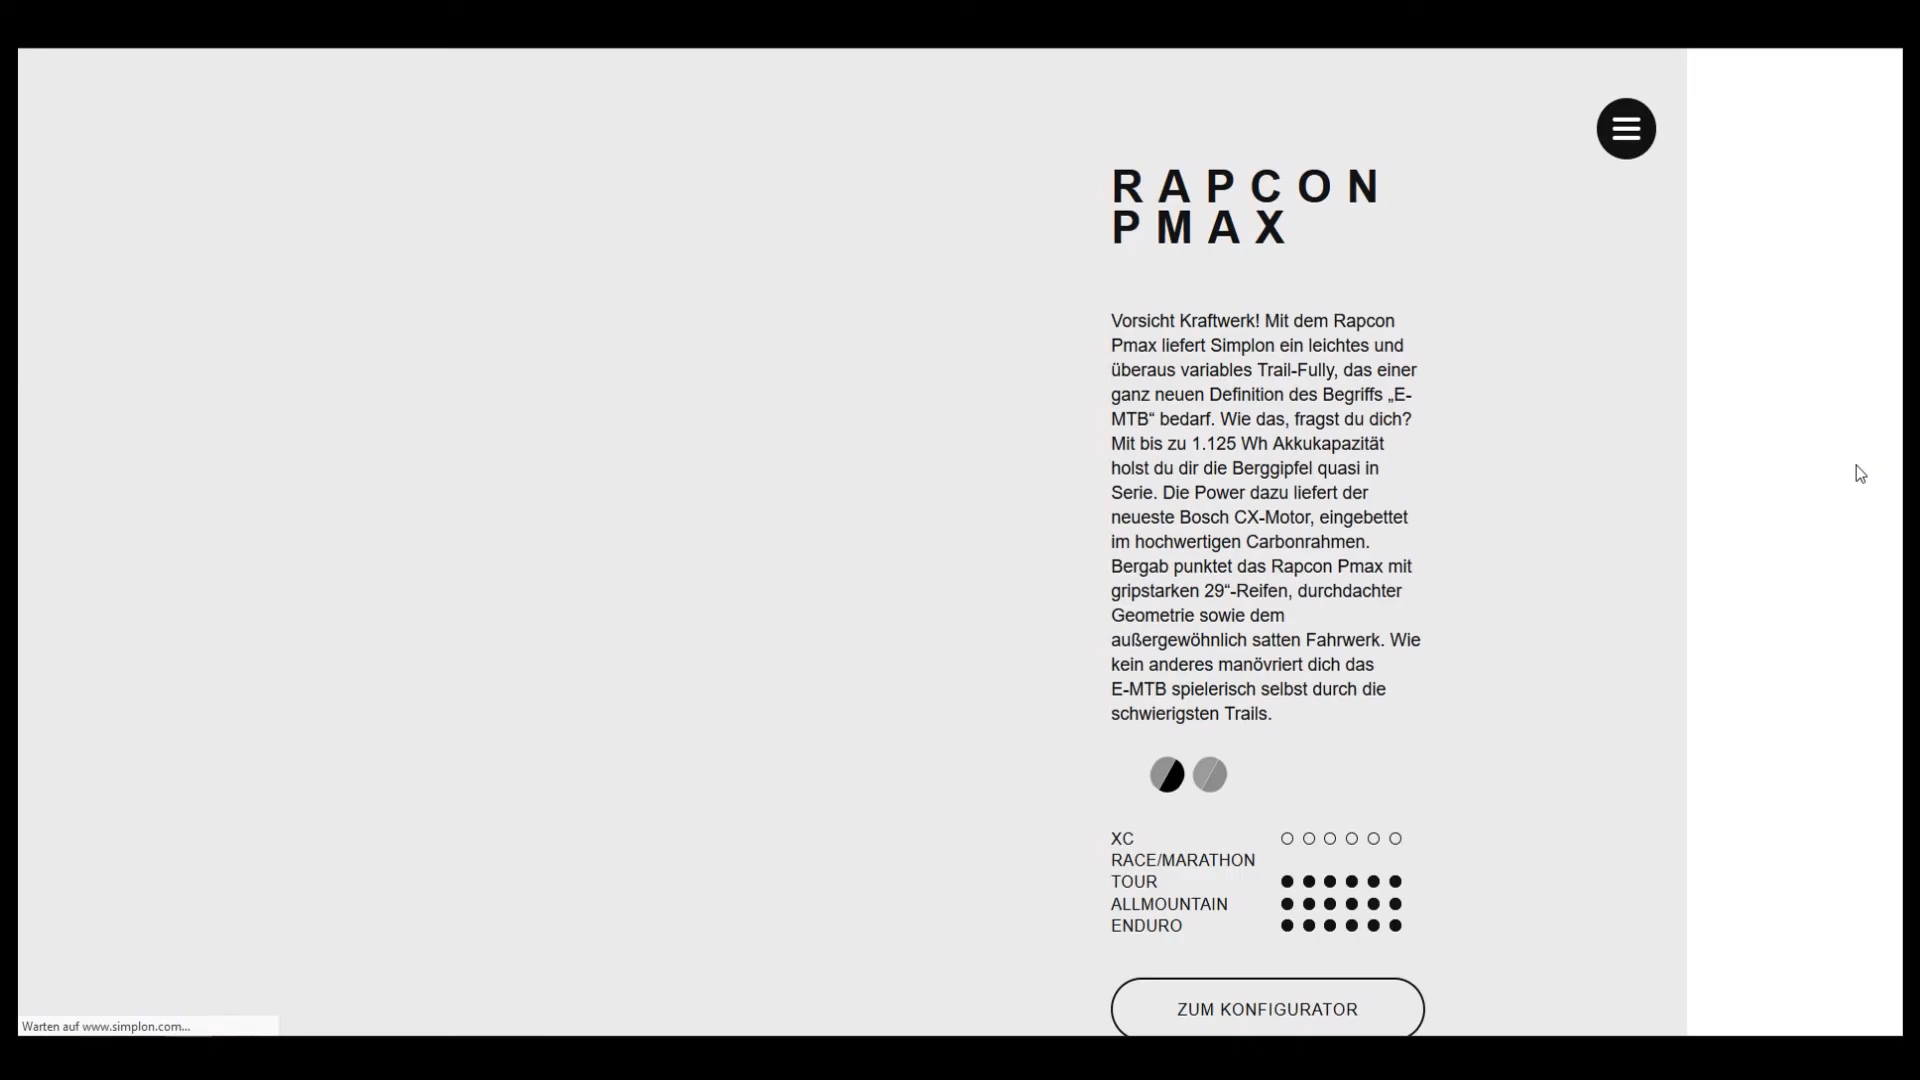 RAPCON
PMAX
Vorsicht Kraftwerk! Mit dem Rapcon
Pmax liefert Simplon ein leichtes und
überaus variables Trail-Fully, das einer
ganz neuen Definition des Begriffs „E-
MTB“ bedarf. Wie das, fragst du dich?
Mit bis zu 1.125 Wh Akkukapazität
holst du dir die Berggipfel quasi in
Serie. Die Power dazu liefert der
neueste Bosch CX-Motor, eingebettet
im hochwertigen Carbonrahmen.
Bergab punktet das Rapcon Pmax mit
gripstarken 29“-Reifen, durchdachter
Geometrie sowie dem
außergewöhnlich satten Fahrwerk. Wie
kein anderes manövriert dich das
E-MTB spielerisch selbst durch die
schwierigsten Trails.
XC
RACE/MARATHON
TOUR
ALLMOUNTAIN
ENDURO
ZUM KONFIGURATOR
Warten auf www.simplon.com...